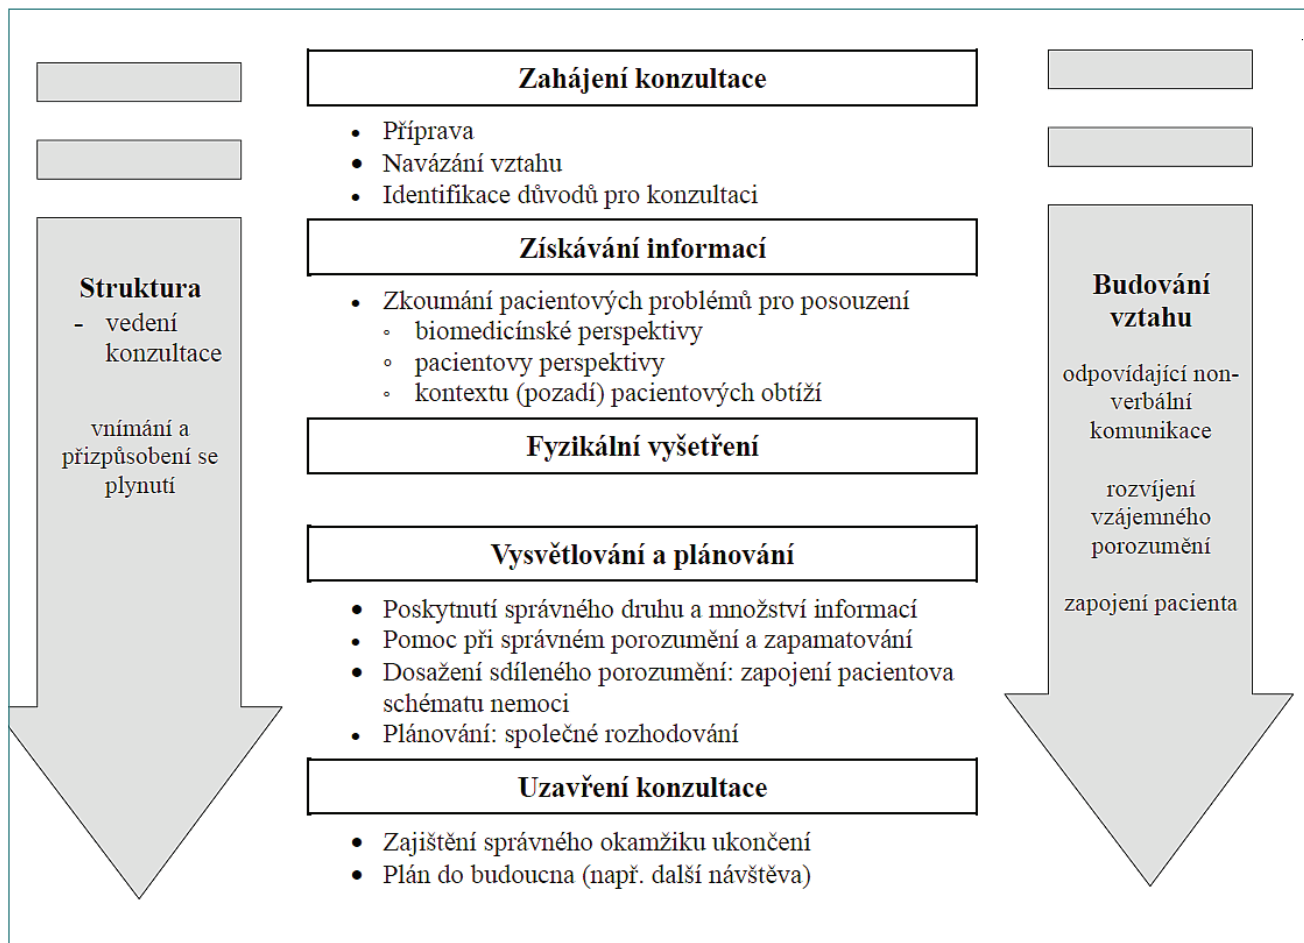 Zahájení konzultace
• Příprava
• Navázání vztahu
• Identifikace důvodů pro konzultaci
Získávání informací
• Zkoumání pacientových problémů pro posouzení
◦ biomedicínské perspektivy
◦ pacientovy perspektivy
◦ kontextu (pozadí) pacientových obtíží
Fyzikální vyšetření
Vysvětlování a plánování
• Poskytnutí správného druhu a množství informací
• Pomoc při správném porozumění a zapamatování
• Dosažení sdíleného porozumění: zapojení pacientova
schématu nemoci
• Plánování: společné rozhodování
Uzavření konzultace
• Zajištění správného okamžiku ukončení
• Plán do budoucna (např. další návštěva)
Struktura
- vedení
konzultace
vnímání a
přizpůsobení se
plynutí
Budování
vztahu
odpovídající non-
verbální
komunikace
rozvíjení
vzájemného
porozumění
zapojení pacienta